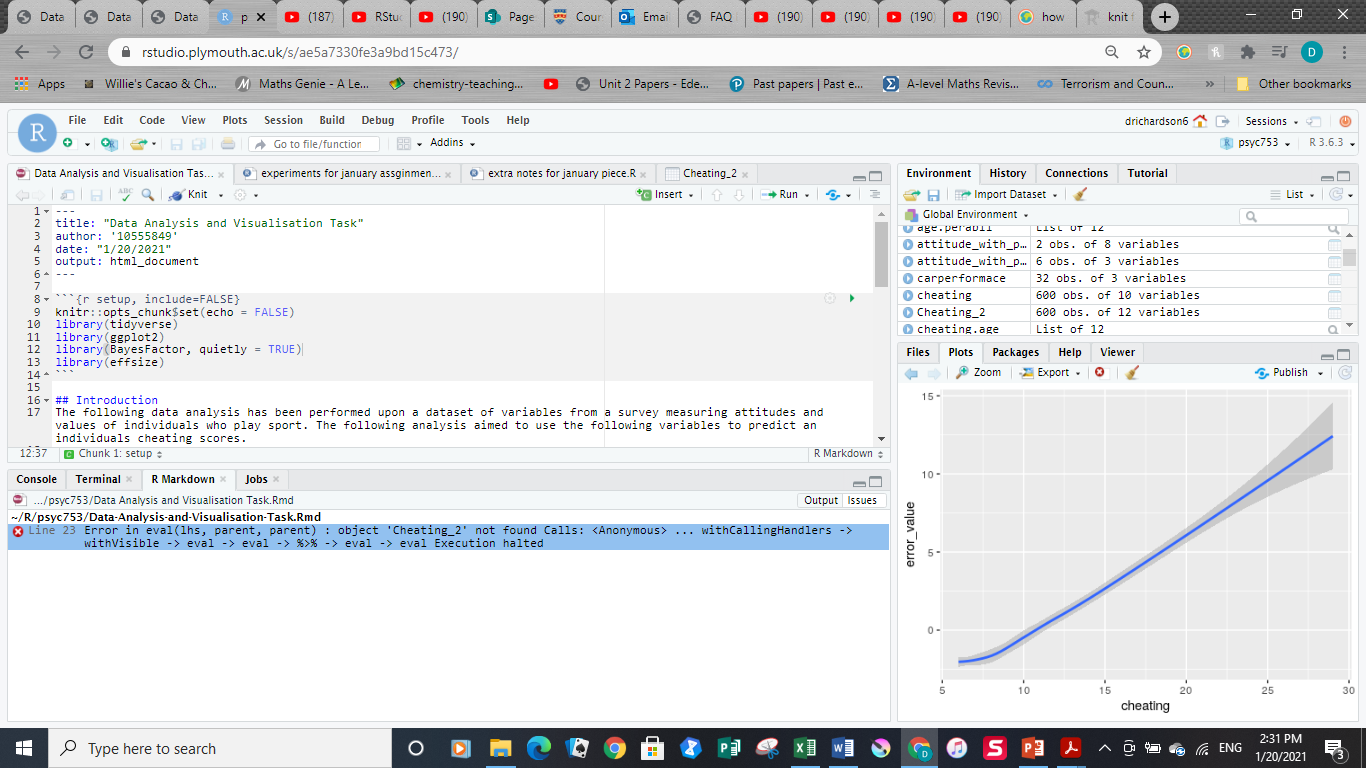 Data
Data
Data
p
(187)
RStu
(190)
Page
Cour
Emai
FAQ
(190)
(190)
(190)
(190)
how
knit
rstudio.plymouth.ac.uk/s/ae5a7330fe3a9bd15c473/
D
Apps
Willie's Cacao & Ch...
Maths Genie - A Le...
chemistry-teaching...
Unit 2 Papers - Ede...
Past papers | Past e...
A-level Maths Revis...
Terrorism and Coun...
»
Other bookmarks
R
File Edit Code View Plots Session Build Debug Profile Tools Help
drichardson6
Sessions
Go to file/function
Addins
psyc753
R 3.6.3
Data Analysis and Visualisation Tas...
experiments for january assginmen...
extra notes for january piece.R
Cheating_2
ABC
Knit
Insert
Run
1 ---
2 title: "Data Analysis and Visualisation Task"
3 author: '10555849'
4 date: "1/20/2021"
5 output: html_document
6 ---
7
8 ```{r setup, include=FALSE}
9 knitr::opts_chunk$set(echo = FALSE)
10 library(tidyverse)
11 library(ggplot2)
12 library(BayesFactor, quietly = TRUE)
13 library(effsize)
14 ```
15
16 ## Introduction
17 The following data analysis has been performed upon a dataset of variables from a survey measuring attitudes and
values of individuals who play sport. The following analysis aimed to use the following variables to predict an
individuals cheating scores.
12:37
Chunk 1: setup
R Markdown
Console Terminal R Markdown Jobs
.../psyc753/Data Analysis and Visualisation Task.Rmd
Output Issues
~/R/psyc753/Data-Analysis-and-Visualisation-Task.Rmd
Line 23 Error in eval(lhs, parent, parent) : object 'Cheating_2' not found Calls: <Anonymous> ... withCallingHandlers ->
withVisible -> eval -> eval -> %>% -> eval -> eval Execution halted
Environment History Connections Tutorial
Import Dataset
List
Global Environment
age.perabil1 List of 12
attitude_with_p... 2 obs. of 8 variables
attitude_with_p... 6 obs. of 3 variables
carperformace 32 obs. of 3 variables
cheating 600 obs. of 10 variables
Cheating_2 600 obs. of 12 variables
cheating.age List of 12
Files Plots Packages Help Viewer
Zoom
Export
Publish
15
10
5
0
error_value
5 10 15 20 25 30
cheating
Type here to search
ENG
2:31 PM
1/20/2021
3